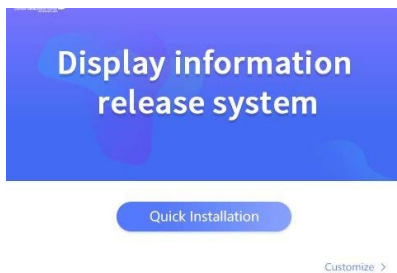 Display information
release system
Quick Installation
Customize >